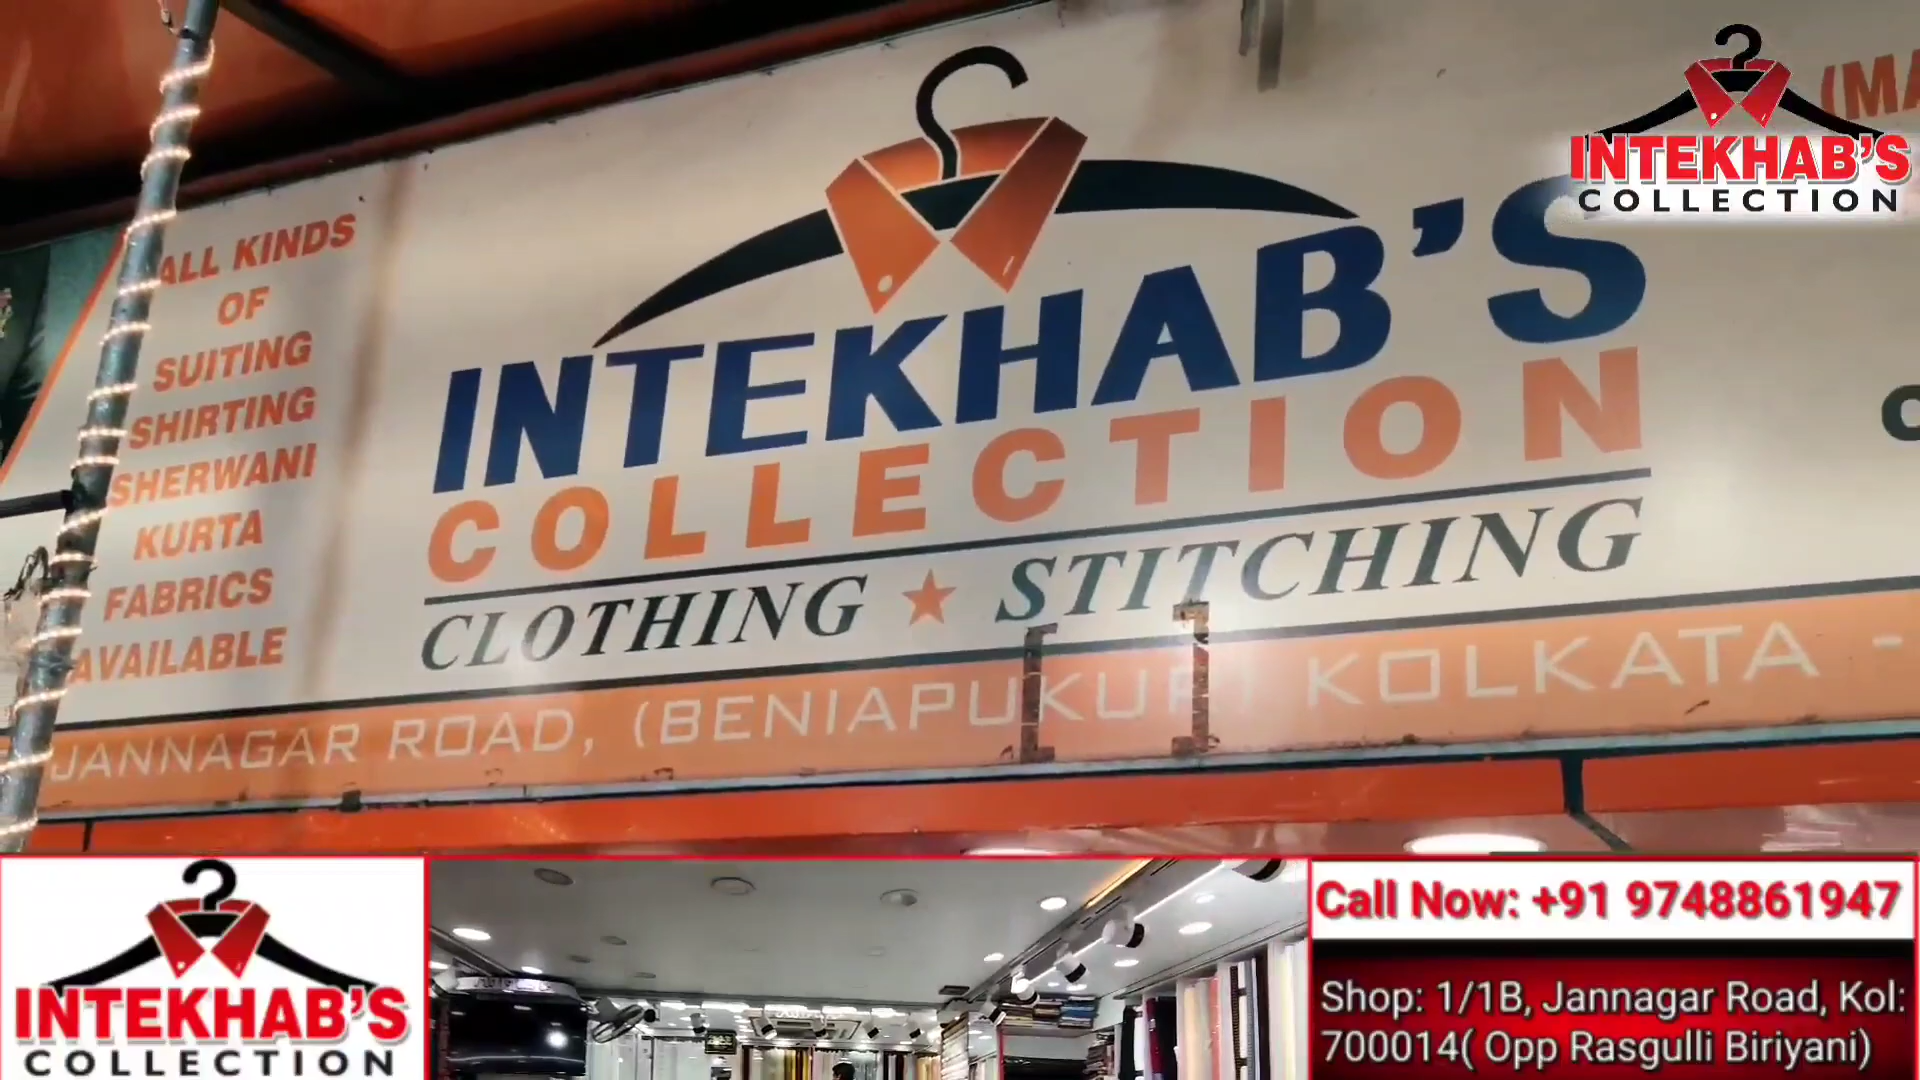 ALL KINDS
OF
SUITING
SHIRTING
SHERWANI
KURTA
FABRICS
AVAILABLE
INTEKHAB'S
COLLECTION
CLOTHING ★ STITCHING
JANNAGAR ROAD, (BENIAPUKUR) KOLKATA -
(MA
INTEKHAB'S
COLLECTION
INTEKHAB'S
COLLECTION
Call Now: +91 9748861947
Shop: 1/1B, Jannagar Road, Kol:
700014( Opp Rasgulli Biriyani)